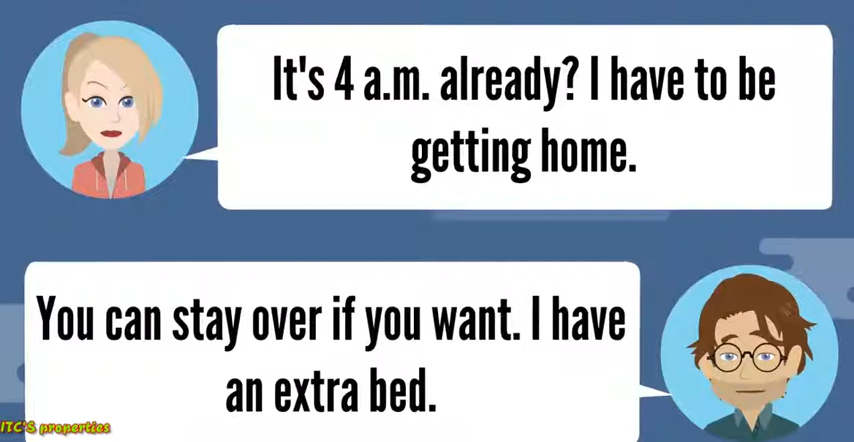 It's 4 a.m. already? I have to be
getting home.
You can stay over if you want. I have
an extra bed.
ITC'S properties